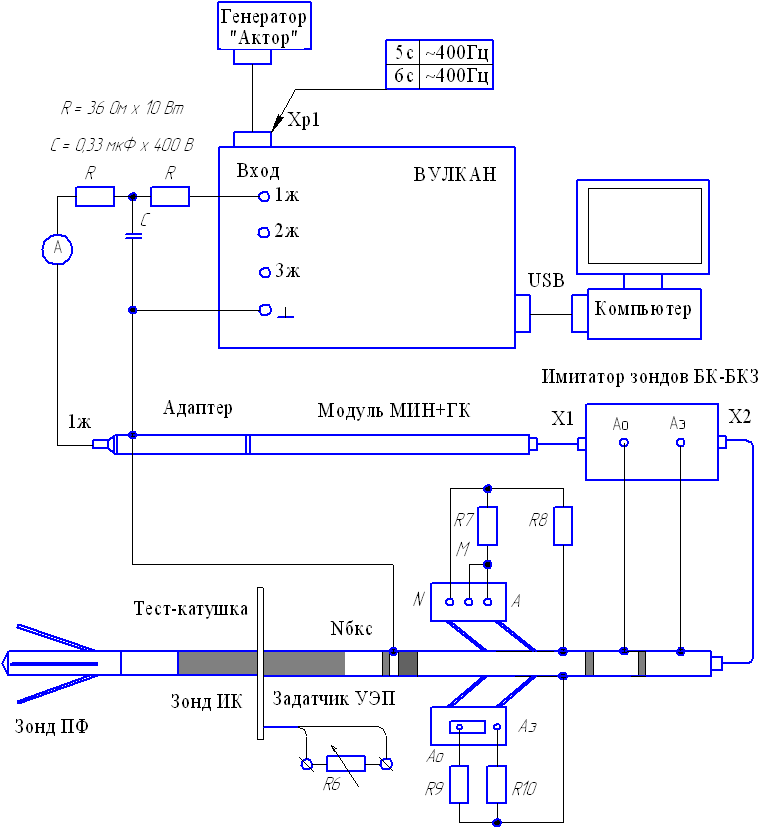 Генератор
"Актор"
5с ~400Гц
6с ~400Гц
R = 36 Ом x 10 Вт
Хр1
C = 0,33 мкФ x 400 В
R R
Вход
ВУЛКАН
1ж
C
2ж
A
3ж
USB
⊥
Компьютер
Имитатор зондов БК-БКЗ
1ж
Адаптер
Модуль МИН+ГК
X1
X2
Ао
Аэ
R7
R8
M
N
A
Тест-катушка
Nбкс
Зонд ИК
Задатчик УЭП
Зонд ПФ
Аэ
Ао
R6
R9
R10